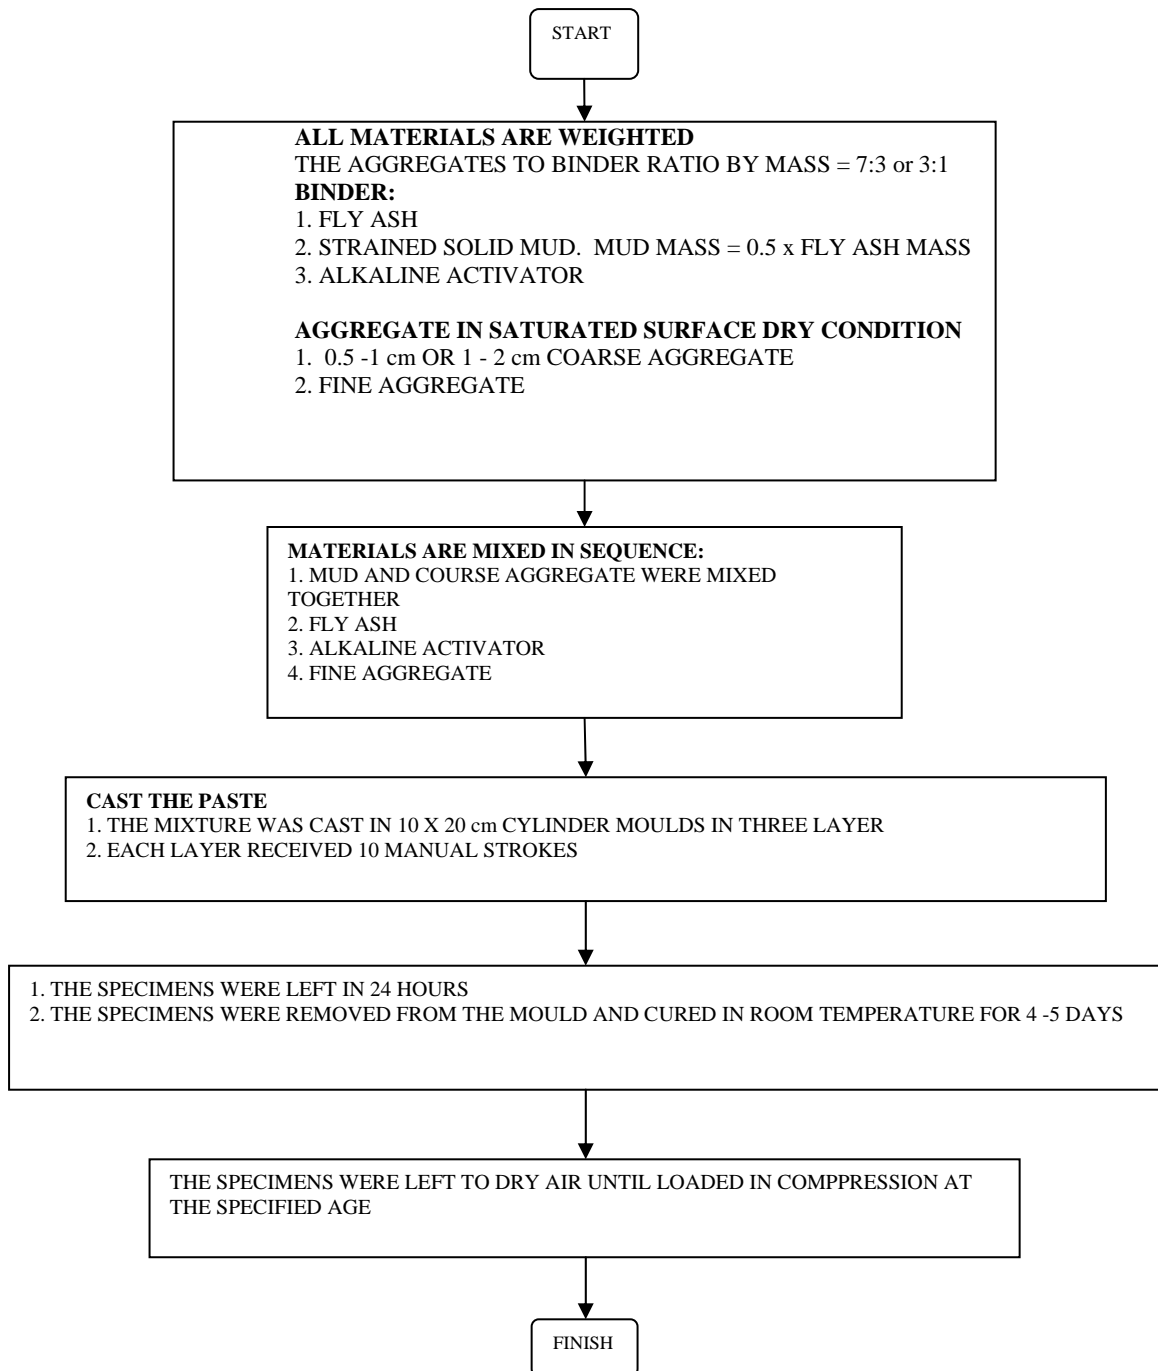 START
ALL MATERIALS ARE WEIGHTED
THE AGGREGATES TO BINDER RATIO BY MASS = 7:3 or 3:1
BINDER:
1. FLY ASH
2. STRAINED SOLID MUD.  MUD MASS = 0.5 x FLY ASH MASS
3. ALKALINE ACTIVATOR
AGGREGATE IN SATURATED SURFACE DRY CONDITION
1.  0.5 -1 cm OR 1 - 2 cm COARSE AGGREGATE
2. FINE AGGREGATE
MATERIALS ARE MIXED IN SEQUENCE:
1. MUD AND COURSE AGGREGATE WERE MIXED
TOGETHER
2. FLY ASH
3. ALKALINE ACTIVATOR
4. FINE AGGREGATE
CAST THE PASTE
1. THE MIXTURE WAS CAST IN 10 X 20 cm CYLINDER MOULDS IN THREE LAYER
2. EACH LAYER RECEIVED 10 MANUAL STROKES
1. THE SPECIMENS WERE LEFT IN 24 HOURS
2. THE SPECIMENS WERE REMOVED FROM THE MOULD AND CURED IN ROOM TEMPERATURE FOR 4 -5 DAYS
THE SPECIMENS WERE LEFT TO DRY AIR UNTIL LOADED IN COMPPRESSION AT
THE SPECIFIED AGE
FINISH